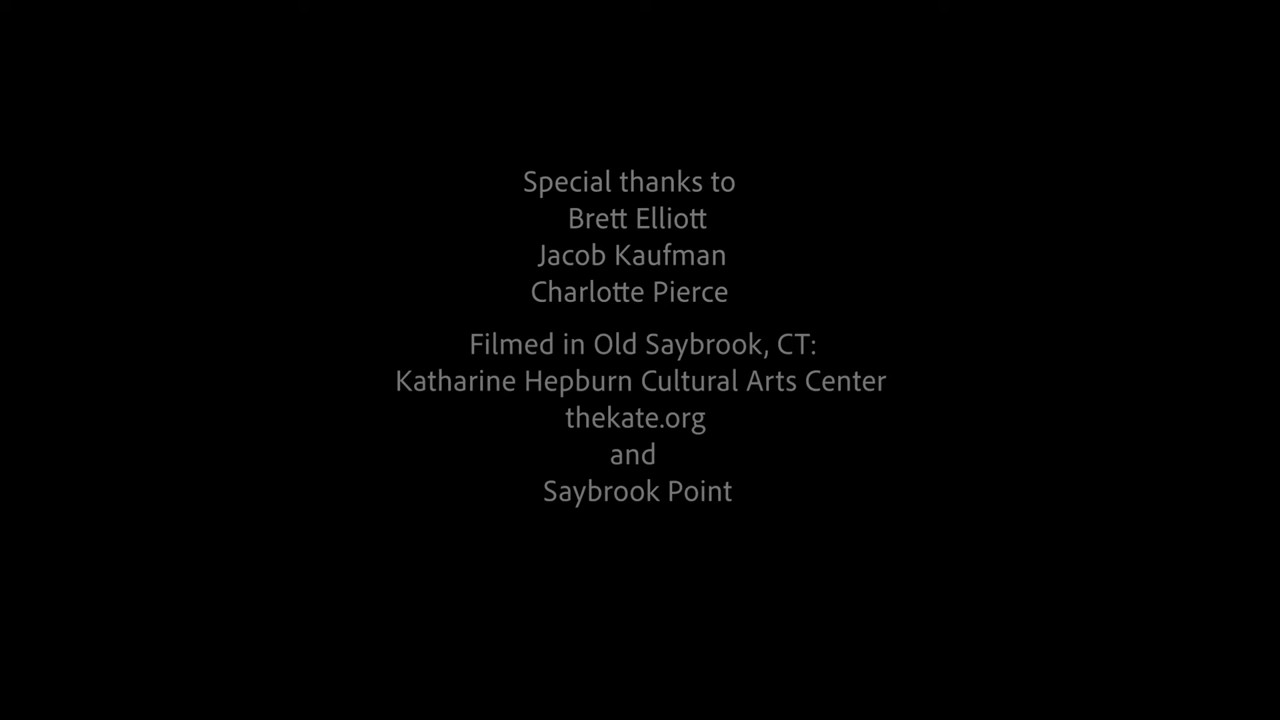 Special thanks to
Brett Elliott
Jacob Kaufman
Charlotte Pierce
Filmed in Old Saybrook, CT:
Katharine Hepburn Cultural Arts Center
thekate.org
and
Saybrook Point